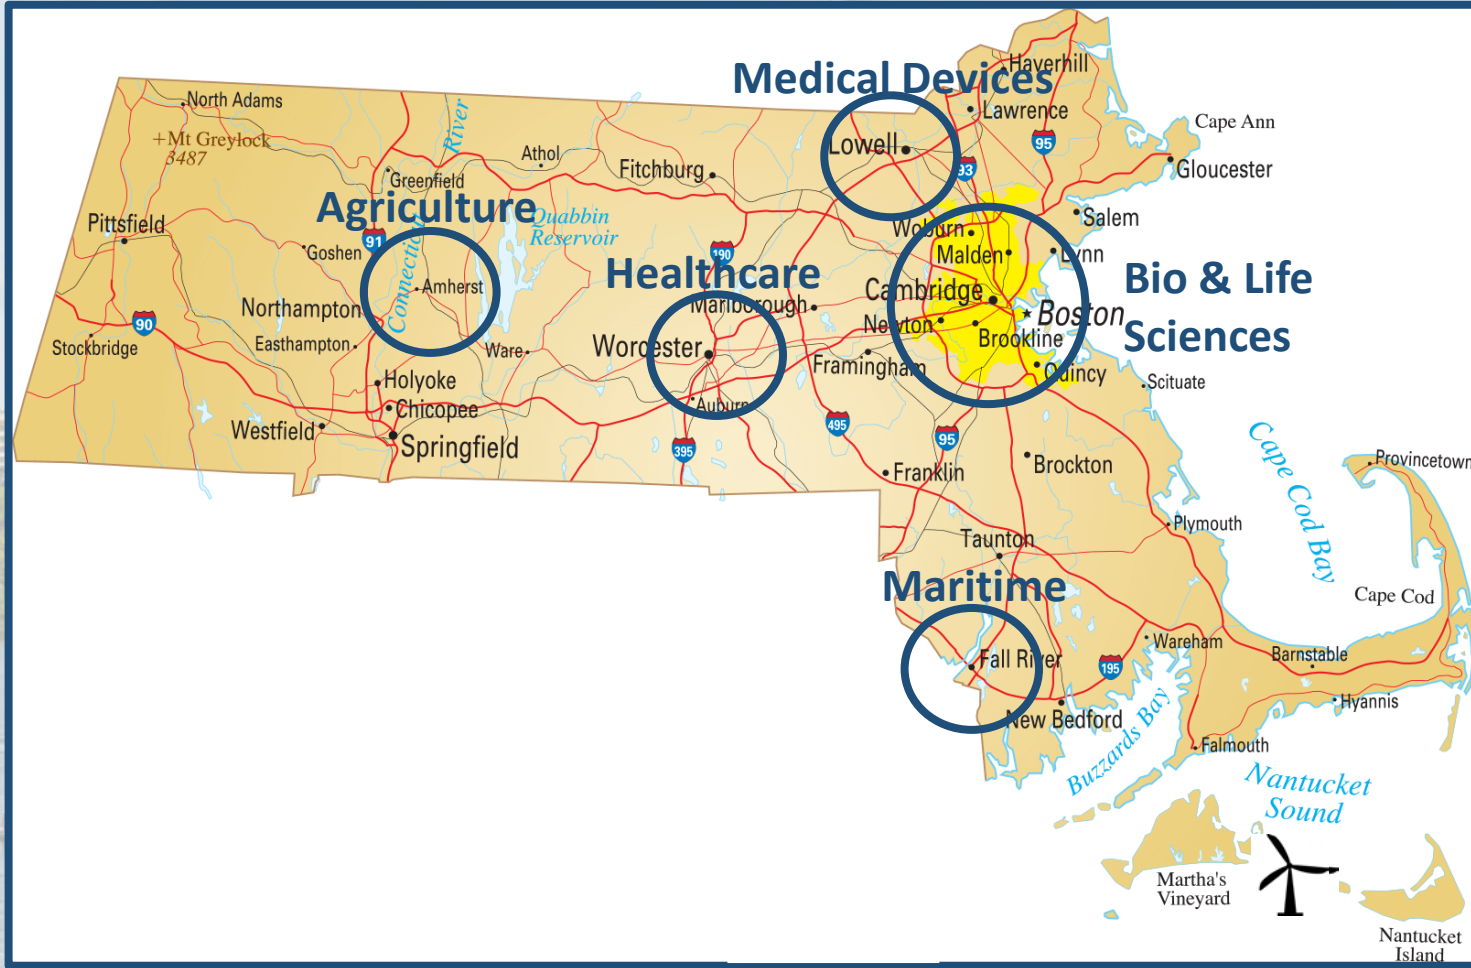 Medical Devices
Haverhill
North Adams
Lawrence
Cape Ann
+Mt Greylock
3487
River
95
Lowell
Athol
Fitchburg
93
Gloucester
Greenfield
Agriculture
Quabbin
Reservoir
Pittsfield
Salem
Woburn
91
Goshen
190
Malden
Lynn
Connecticut
Healthcare
Bio & Life
Sciences
Amherst
Cambridge
Northampton
Marlborough
Boston
90
Newton
Stockbridge
Easthampton
Ware
Worcester
Brookline
Framingham
Quincy
Scituate
Holyoke
Auburn
Chicopee
495
Westfield
Springfield
395
95
Cape Cod Bay
Franklin
Brockton
Provincetown
Plymouth
Taunton
Maritime
Cape Cod
Wareham
Barnstable
Fall River
195
Hyannis
New Bedford
Buzzards Bay
Falmouth
Nantucket
Sound
Martha's
Vineyard
Nantucket
Island